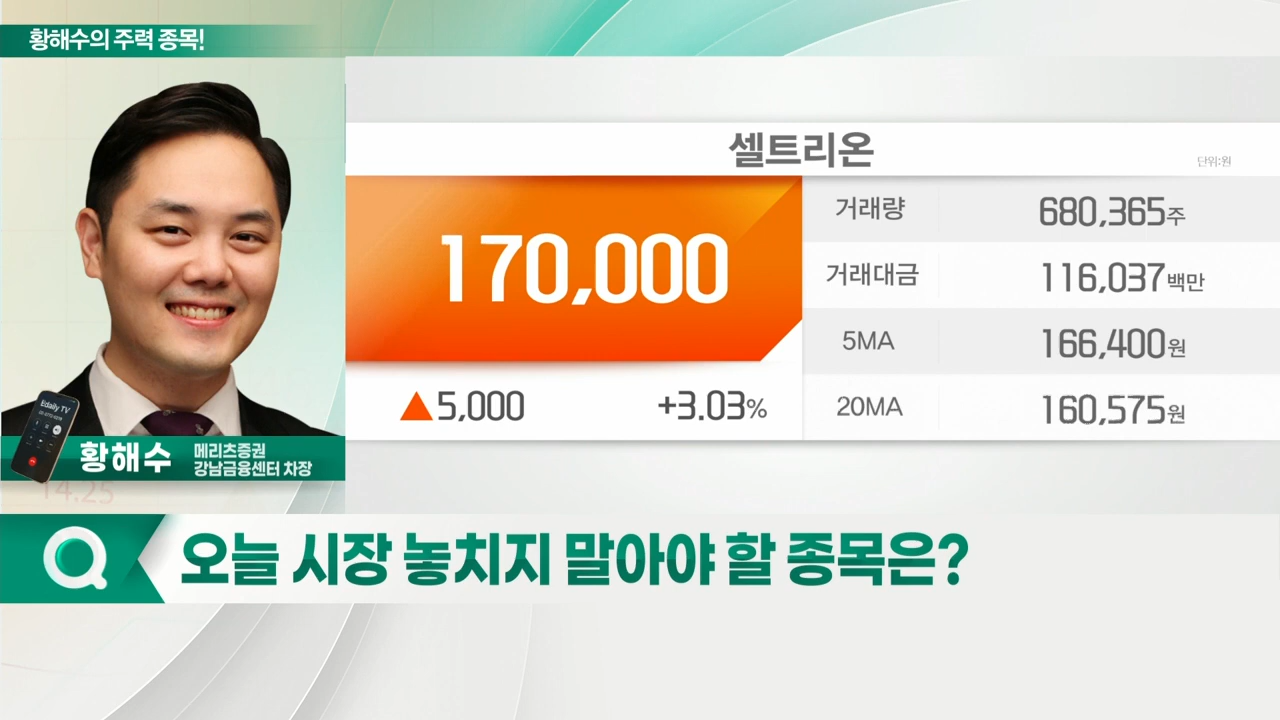 황해수의 주력 종목!
셀트리온
단위:원
170,000
▲5,000
+3.03%
거래량
680,365주
거래대금
116,037백만
5MA
166,400원
20MA
160,575원
Edaily TV
황해수
메리츠증권
강남금융센터 차장
14.25
오늘 시장 놓치지 말아야 할 종목은?